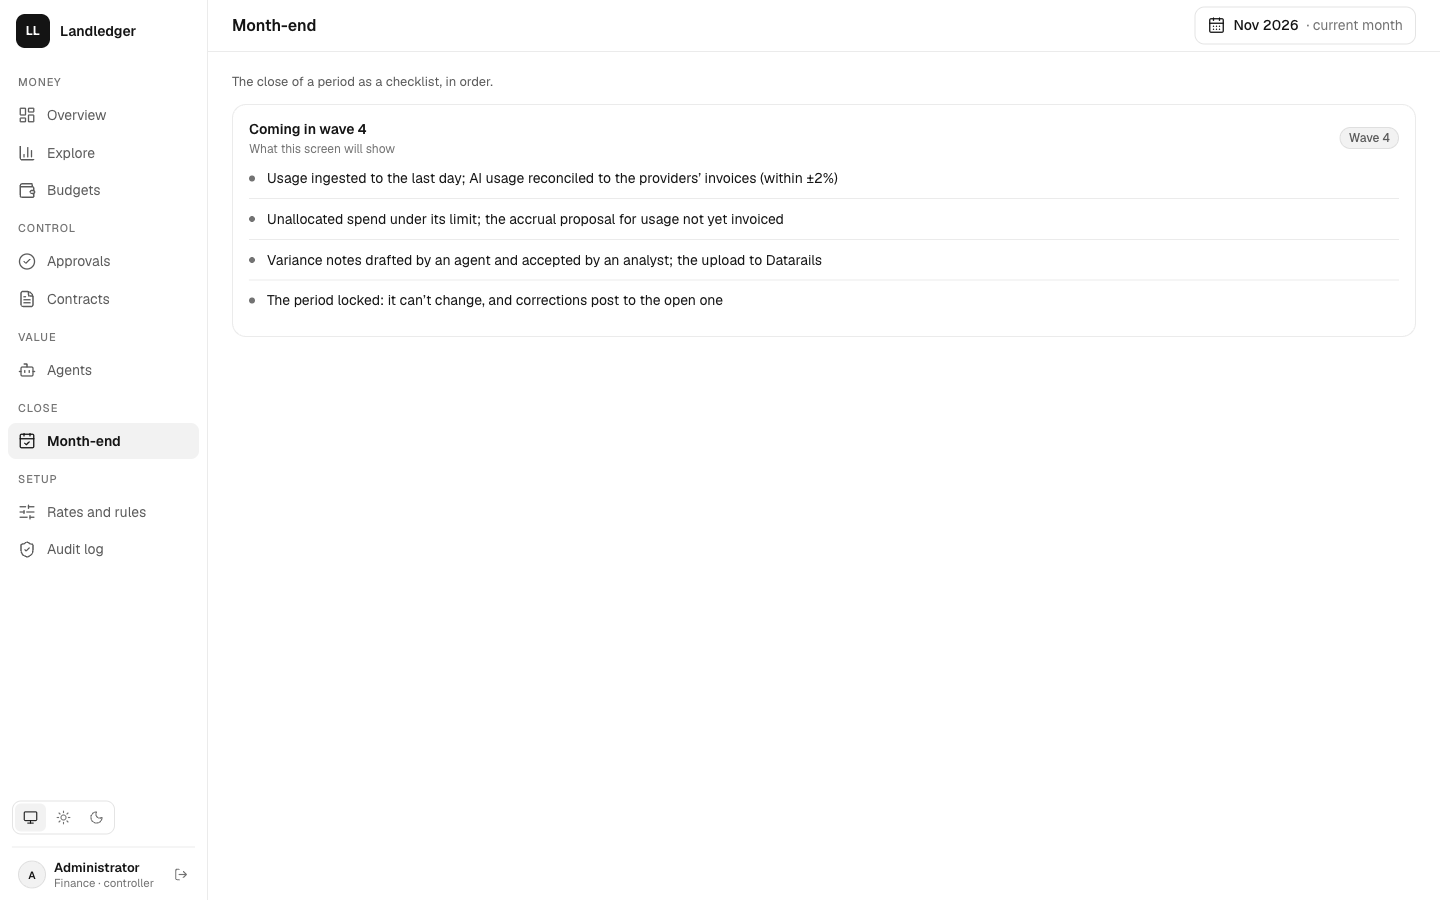 LL
Landledger
MONEY
Overview
Explore
Budgets
CONTROL
Approvals
Contracts
VALUE
Agents
CLOSE
Month-end
SETUP
Rates and rules
Audit log
A
Administrator
Finance · controller
Month-end
Nov 2026 · current month
The close of a period as a checklist, in order.
Coming in wave 4
What this screen will show
Wave 4
Usage ingested to the last day; AI usage reconciled to the providers’ invoices (within ±2%)
Unallocated spend under its limit; the accrual proposal for usage not yet invoiced
Variance notes drafted by an agent and accepted by an analyst; the upload to Datarails
The period locked: it can’t change, and corrections post to the open one